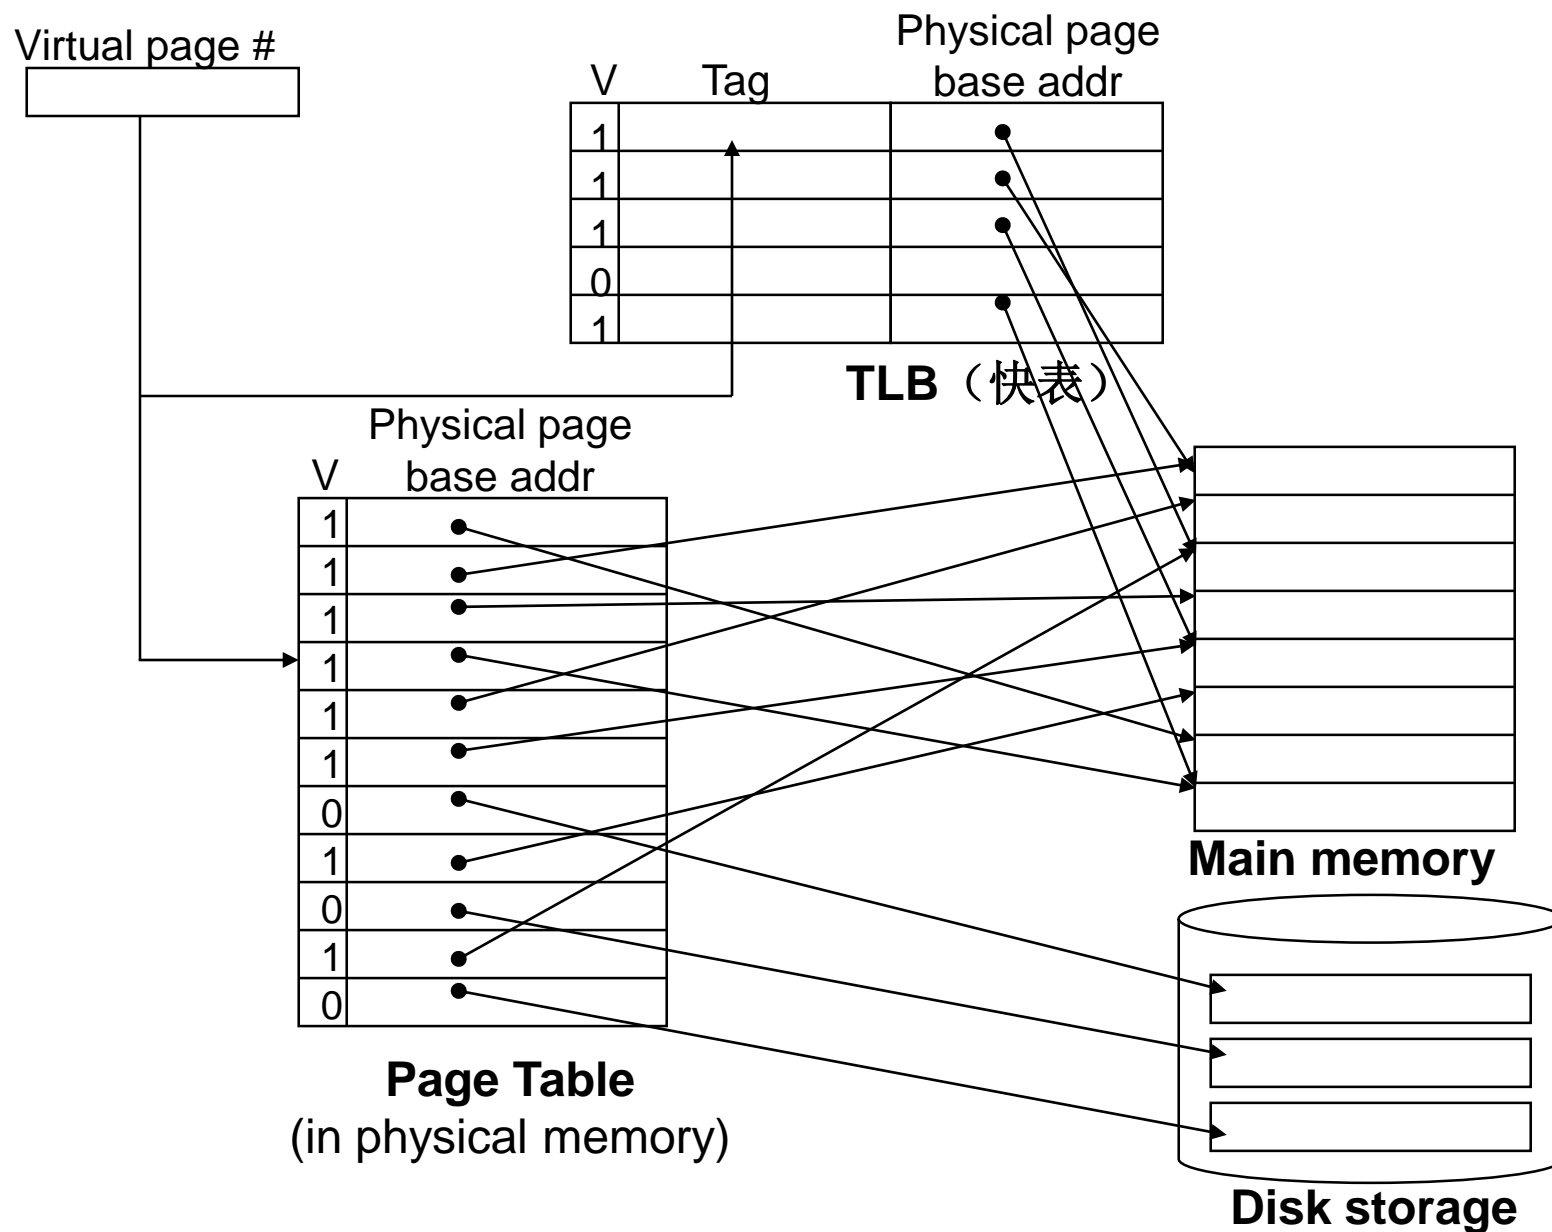 Virtual page #
Physical page
V Tag base addr
1
1
1
0
1
TLB（快表）
Physical page
V base addr
1
1
1
1
1
1
0
1
0
1
0
Main memory
Page Table
(in physical memory)
Disk storage